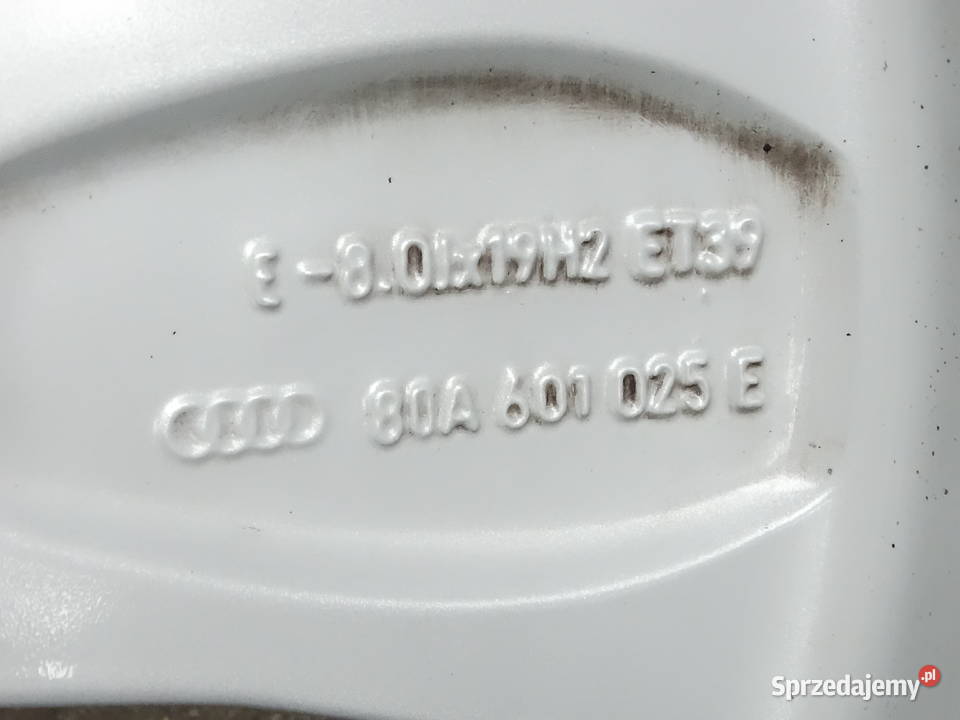 E-8.0Jx19H2 ET39
80A 601 025 E
Sprzedajemy.pl